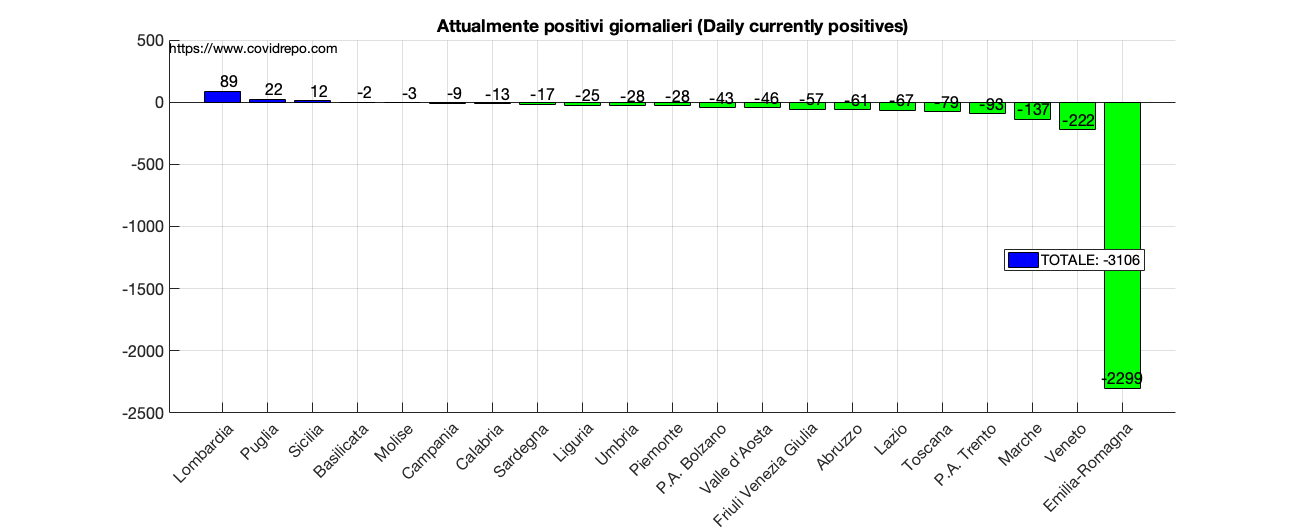 Attualmente positivi giornalieri (Daily currently positives)
https://www.covidrepo.com
500
0
-500
-1000
-1500
-2000
-2500
89
22
12
-2
-3
-9
-13
-17
-25
-28
-28
-43
-46
-57
-61
-67
-79
-93
-137
-222
-2299
TOTALE: -3106
Lombardia
Puglia
Sicilia
Basilicata
Molise
Campania
Calabria
Sardegna
Liguria
Umbria
Piemonte
P.A. Bolzano
Valle d'Aosta
Friuli Venezia Giulia
Abruzzo
Lazio
Toscana
P.A. Trento
Marche
Veneto
Emilia-Romagna